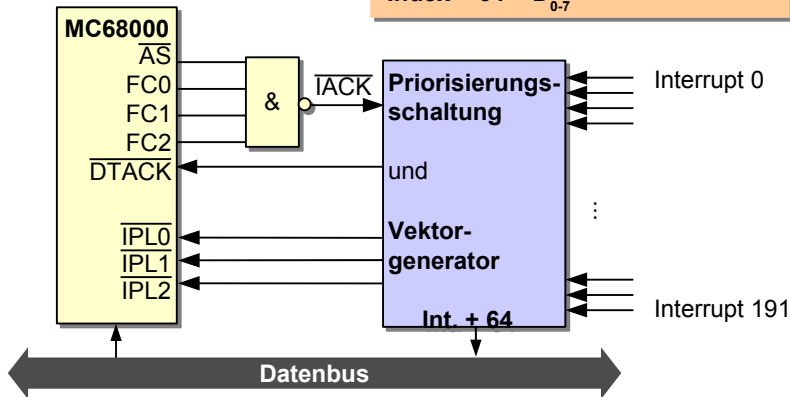 MC68000
AS
FC0
FC1
FC2
DTACK
IPL0
IPL1
IPL2
&
IACK
Priorisierungs-
schaltung
und
Vektor-
generator
Int. + 64
Interrupt 0
⋮
Interrupt 191
Datenbus